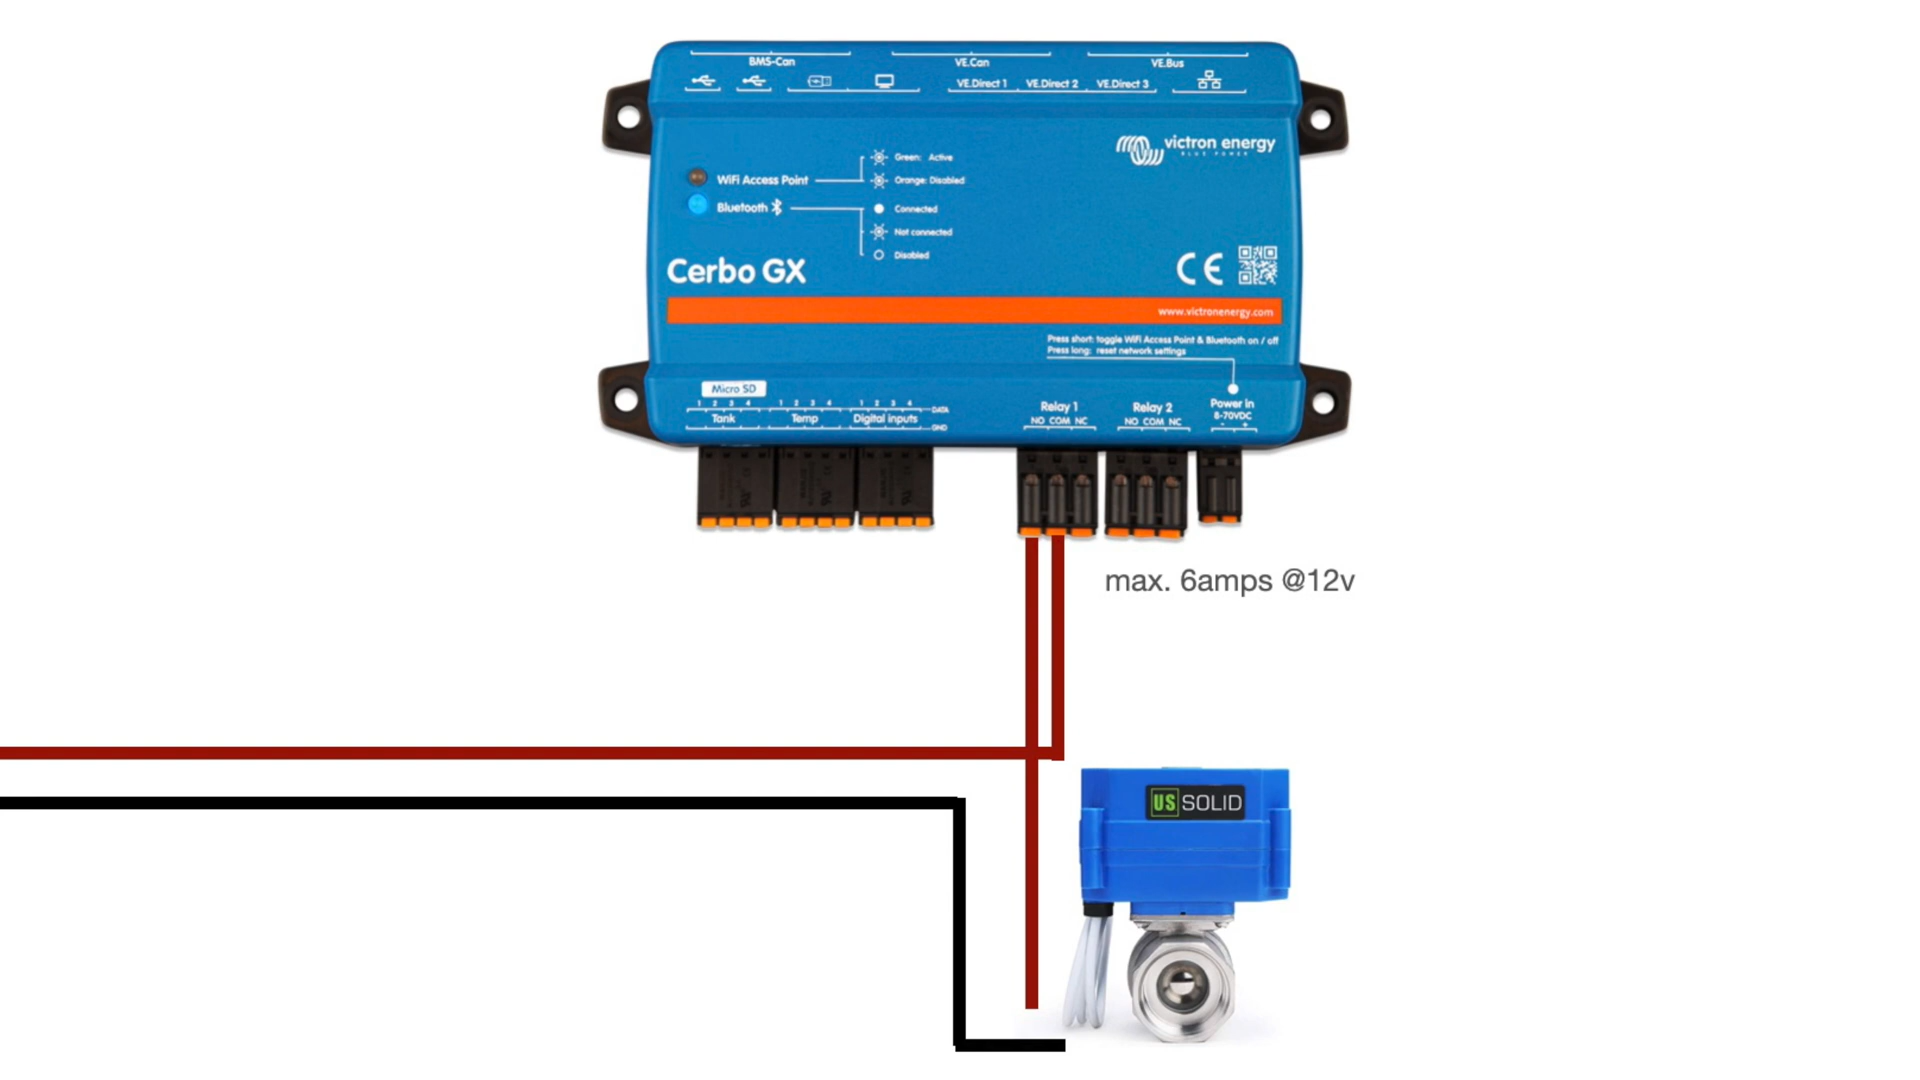 BMS-Can VE.Can VE.Bus
VE.Direct 1 VE.Direct 2 VE.Direct 3
victron energy
BLUE POWER
WiFi Access Point
Green: Active
Orange: Disabled
Bluetooth
Connected
Not connected
Disabled
Cerbo GX
CE
www.victronenergy.com
Press short: toggle WiFi Access Point & Bluetooth on / off
Press long: reset network settings
Micro SD
1 2 3 4 1 2 3 4 1 2 3 4 DATA
Tank Temp Digital inputs
GND
Relay 1
NO COM NC
Relay 2
NO COM NC
Power in
8-70VDC
- +
max. 6amps @12v
US SOLID